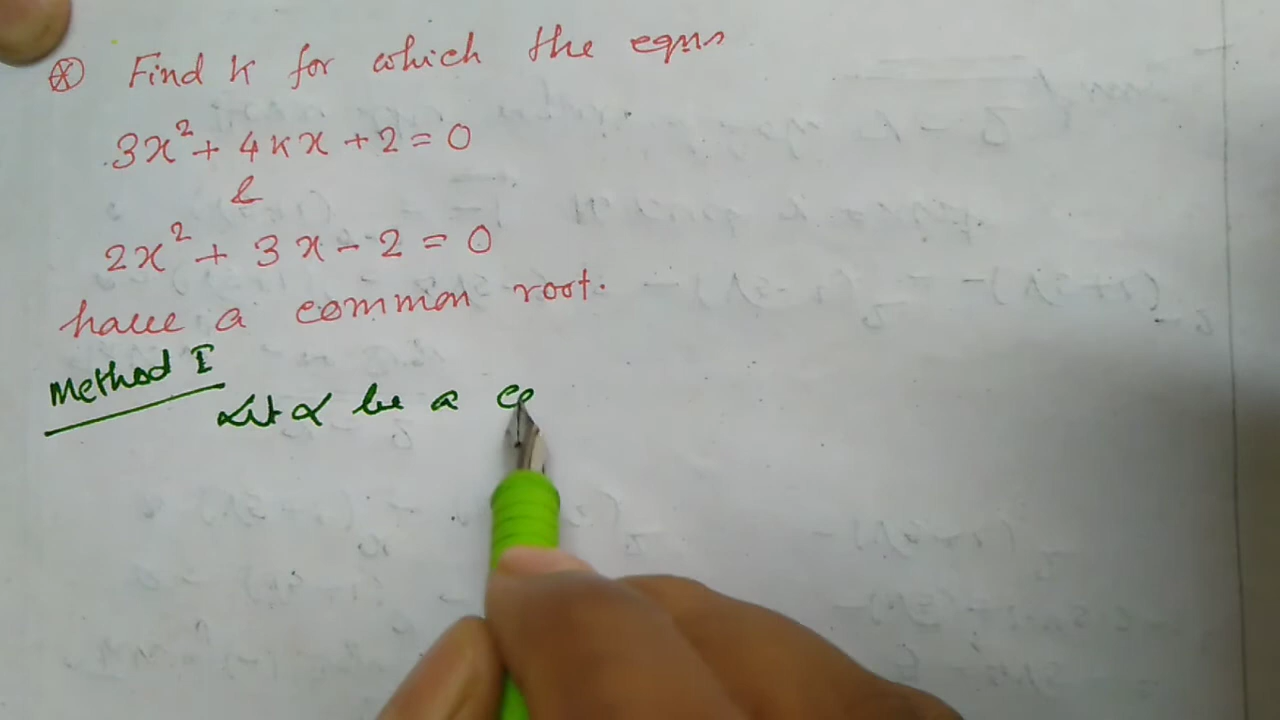 Find k for which the eqns
3x² + 4kx + 2 = 0
&
2x² + 3x - 2 = 0
have a common root.
Method I
Let α be a co